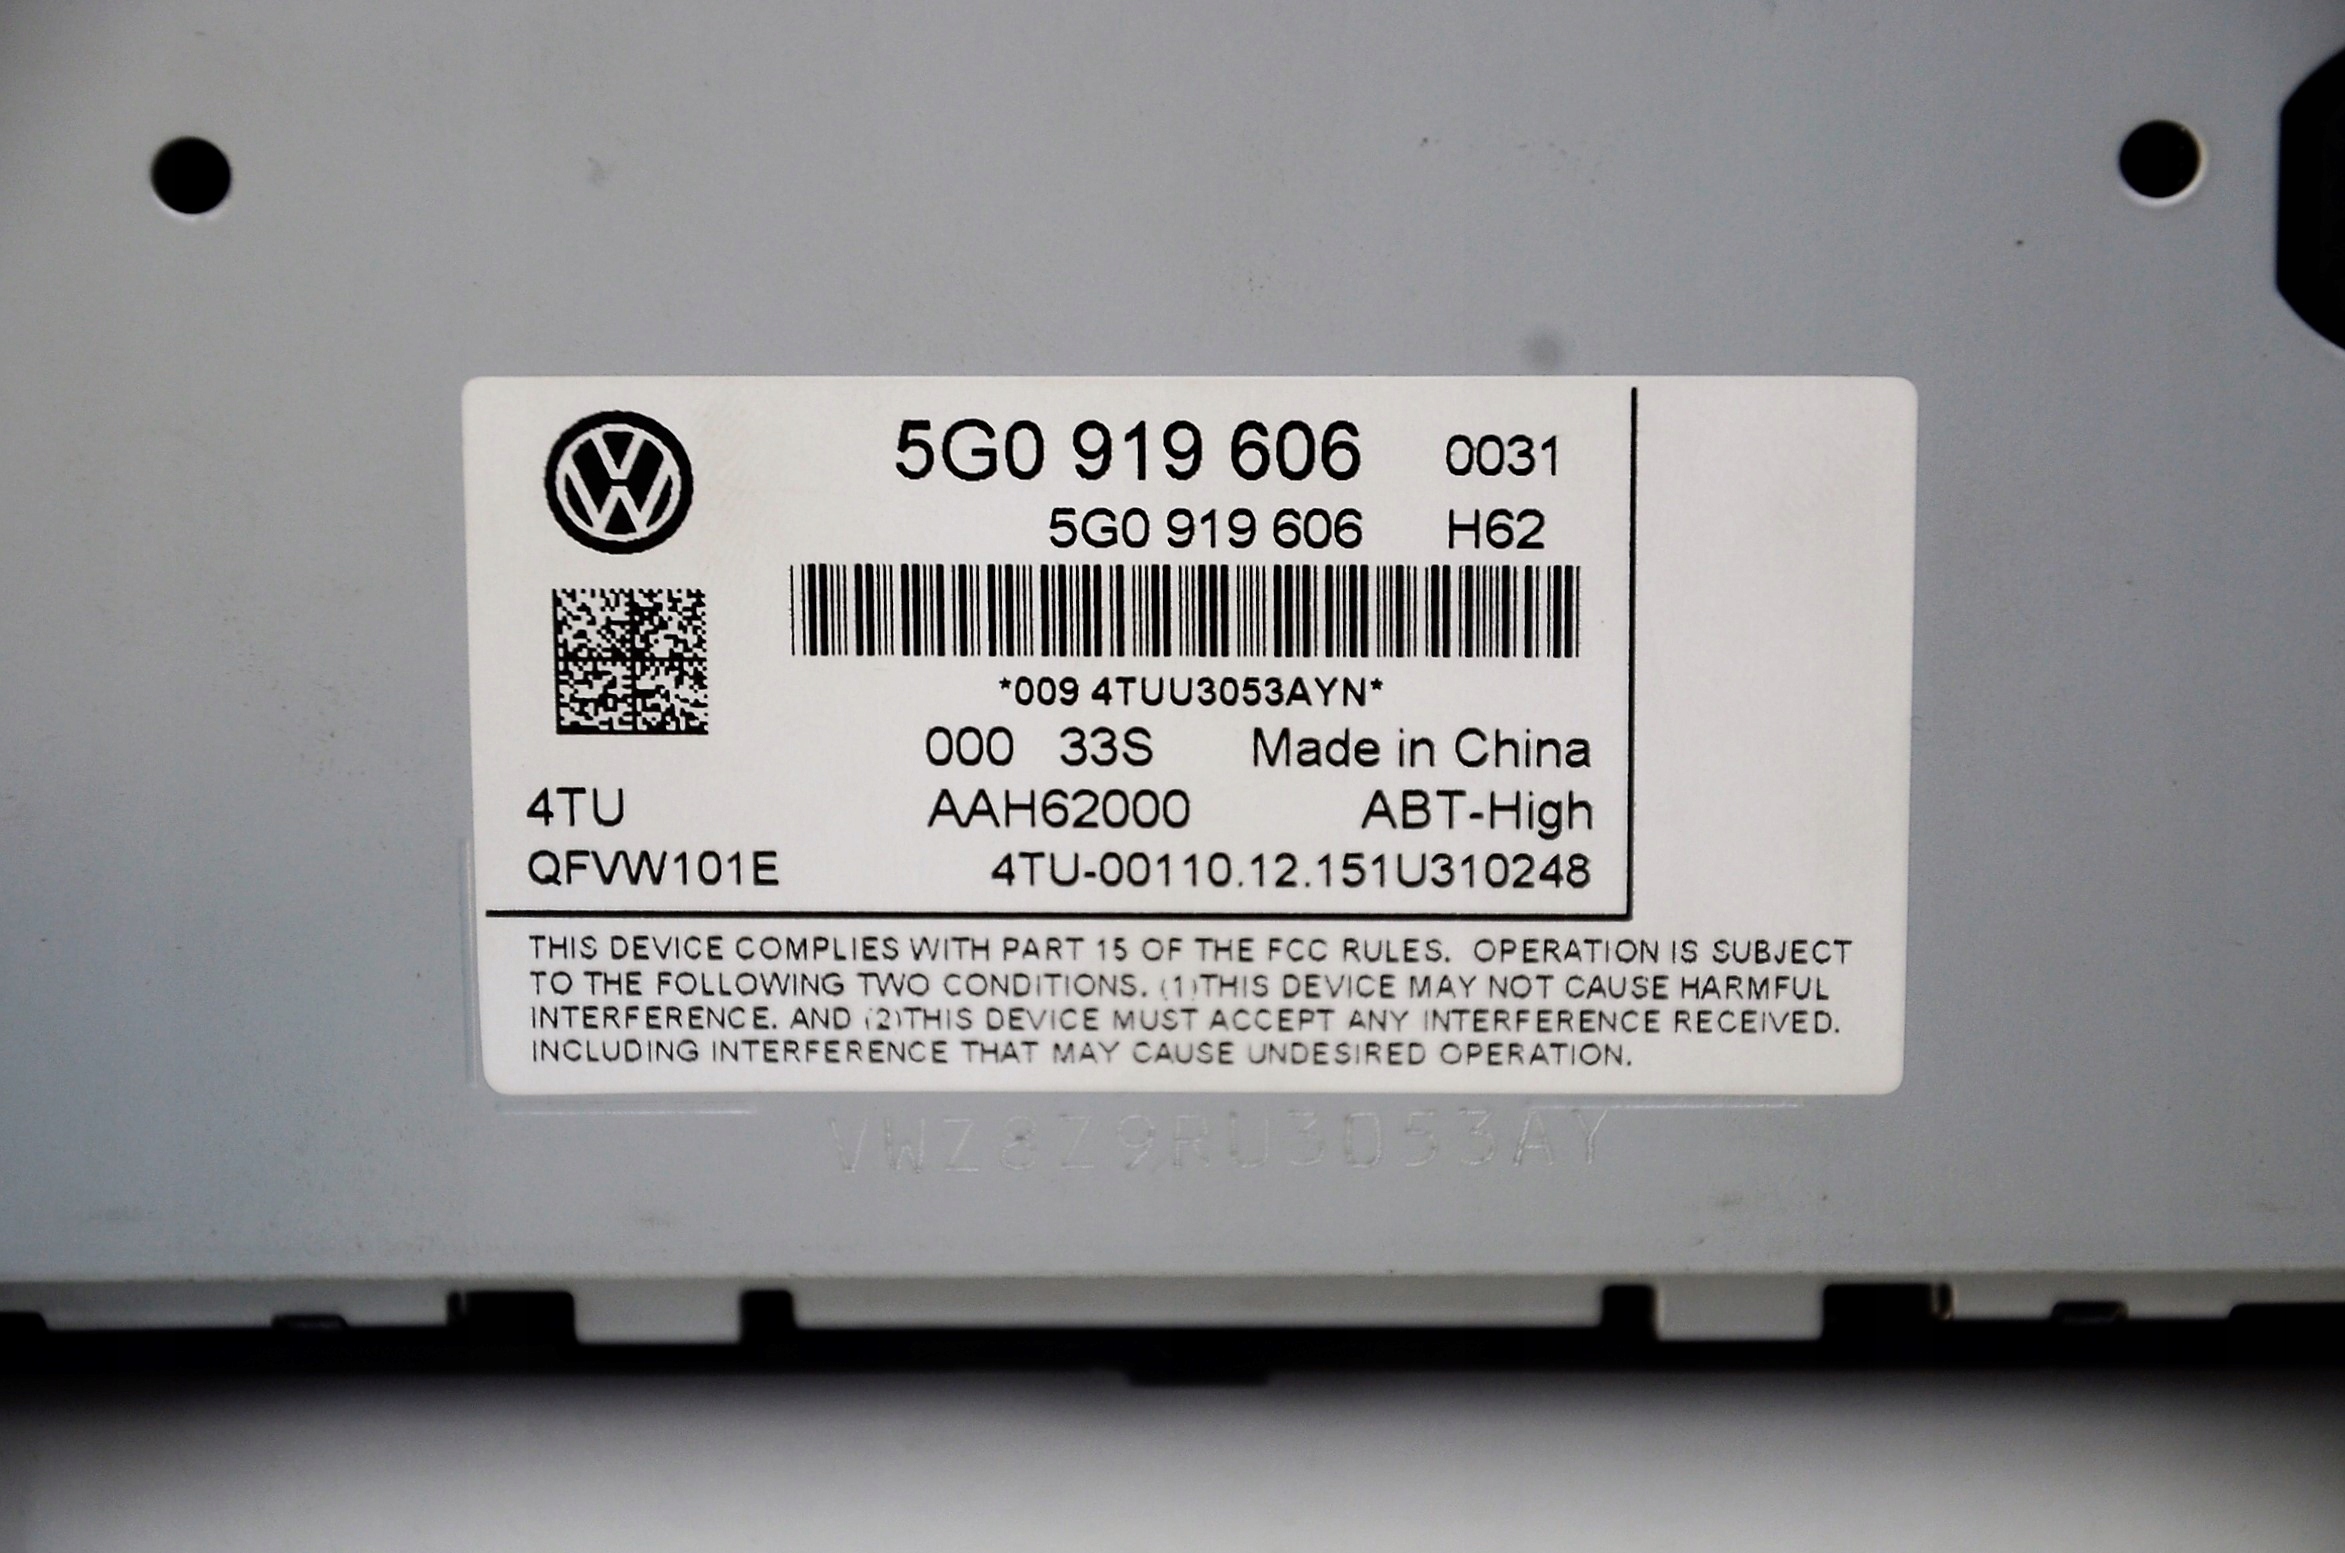 5G0 919 606 0031
5G0 919 606 H62
*009 4TUU3053AYN*
000 33S Made in China
4TU AAH62000 ABT-High
QFVW101E 4TU-00110.12.151U310248
THIS DEVICE COMPLIES WITH PART 15 OF THE FCC RULES. OPERATION IS SUBJECT
TO THE FOLLOWING TWO CONDITIONS. (1)THIS DEVICE MAY NOT CAUSE HARMFUL
INTERFERENCE. AND (2)THIS DEVICE MUST ACCEPT ANY INTERFERENCE RECEIVED.
INCLUDING INTERFERENCE THAT MAY CAUSE UNDESIRED OPERATION.
VWZ8Z9RU3053AY